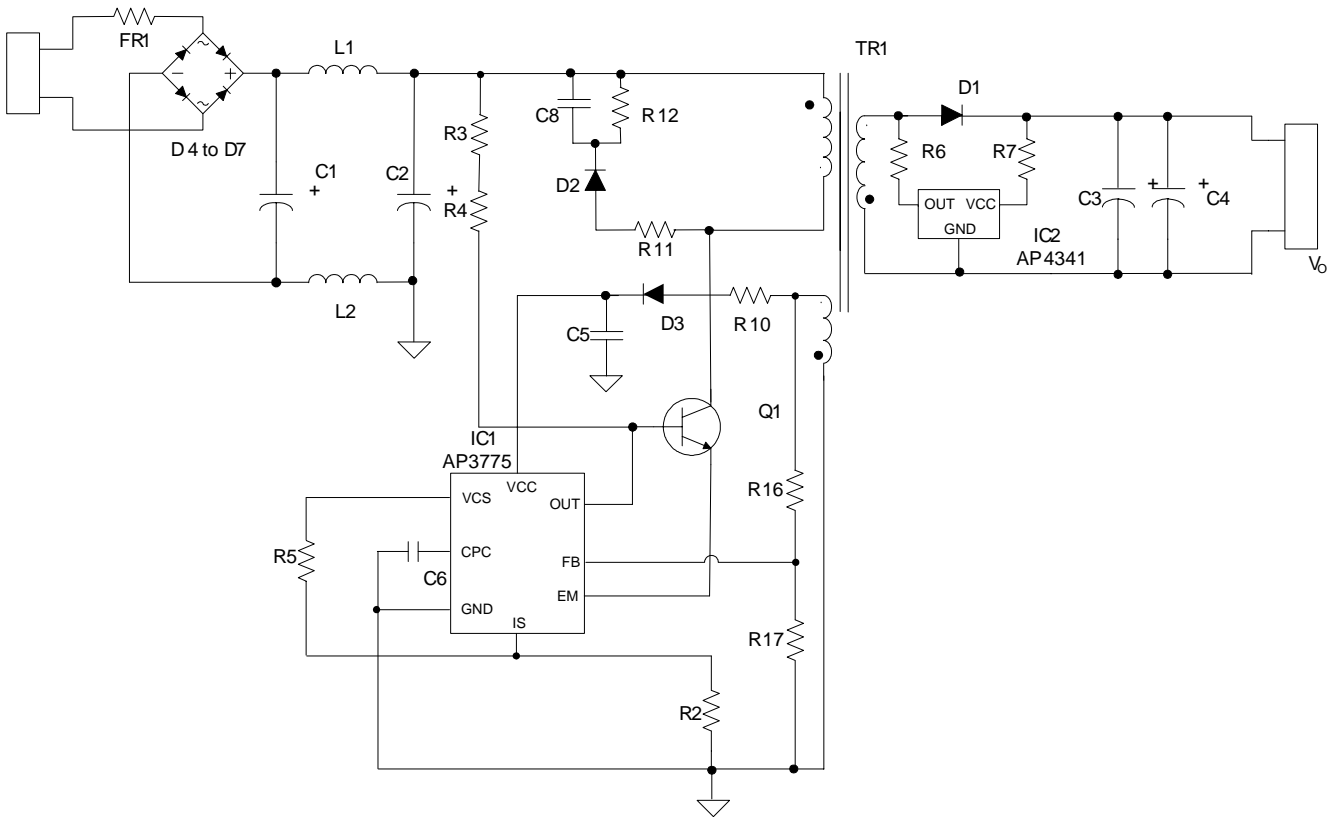 FR1
L1
TR1
D1
C8
R12
R3
D 4 to D7
R6
R7
C1
+
C2
+
D2
R4
OUT
VCC
GND
C3
+
+
C4
IC2
AP4341
R11
L2
VO
D3
R10
C5
Q1
IC1
AP3775
VCS
VCC
OUT
R16
R5
CPC
FB
C6
EM
GND
IS
R17
R2
~
-
+
~